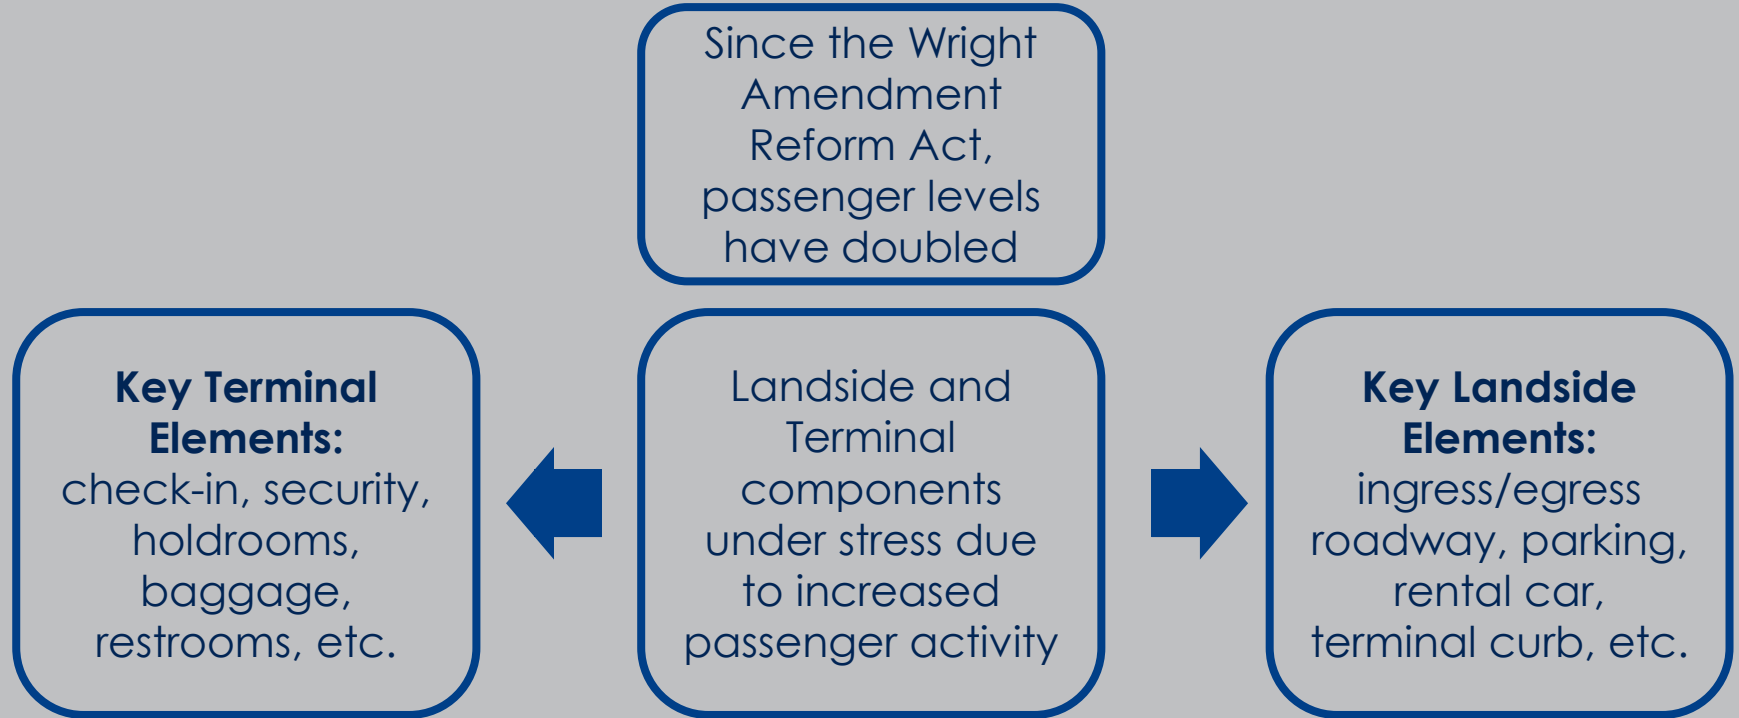 Since the Wright
Amendment
Reform Act,
passenger levels
have doubled
Key Terminal
Elements:
check-in, security,
holdrooms,
baggage,
restrooms, etc.
Landside and
Terminal
components
under stress due
to increased
passenger activity
Key Landside
Elements:
ingress/egress
roadway, parking,
rental car,
terminal curb, etc.